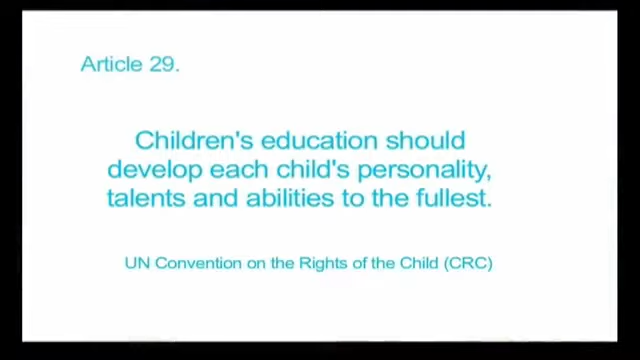 Article 29.
Children's education should
develop each child's personality,
talents and abilities to the fullest.
UN Convention on the Rights of the Child (CRC)